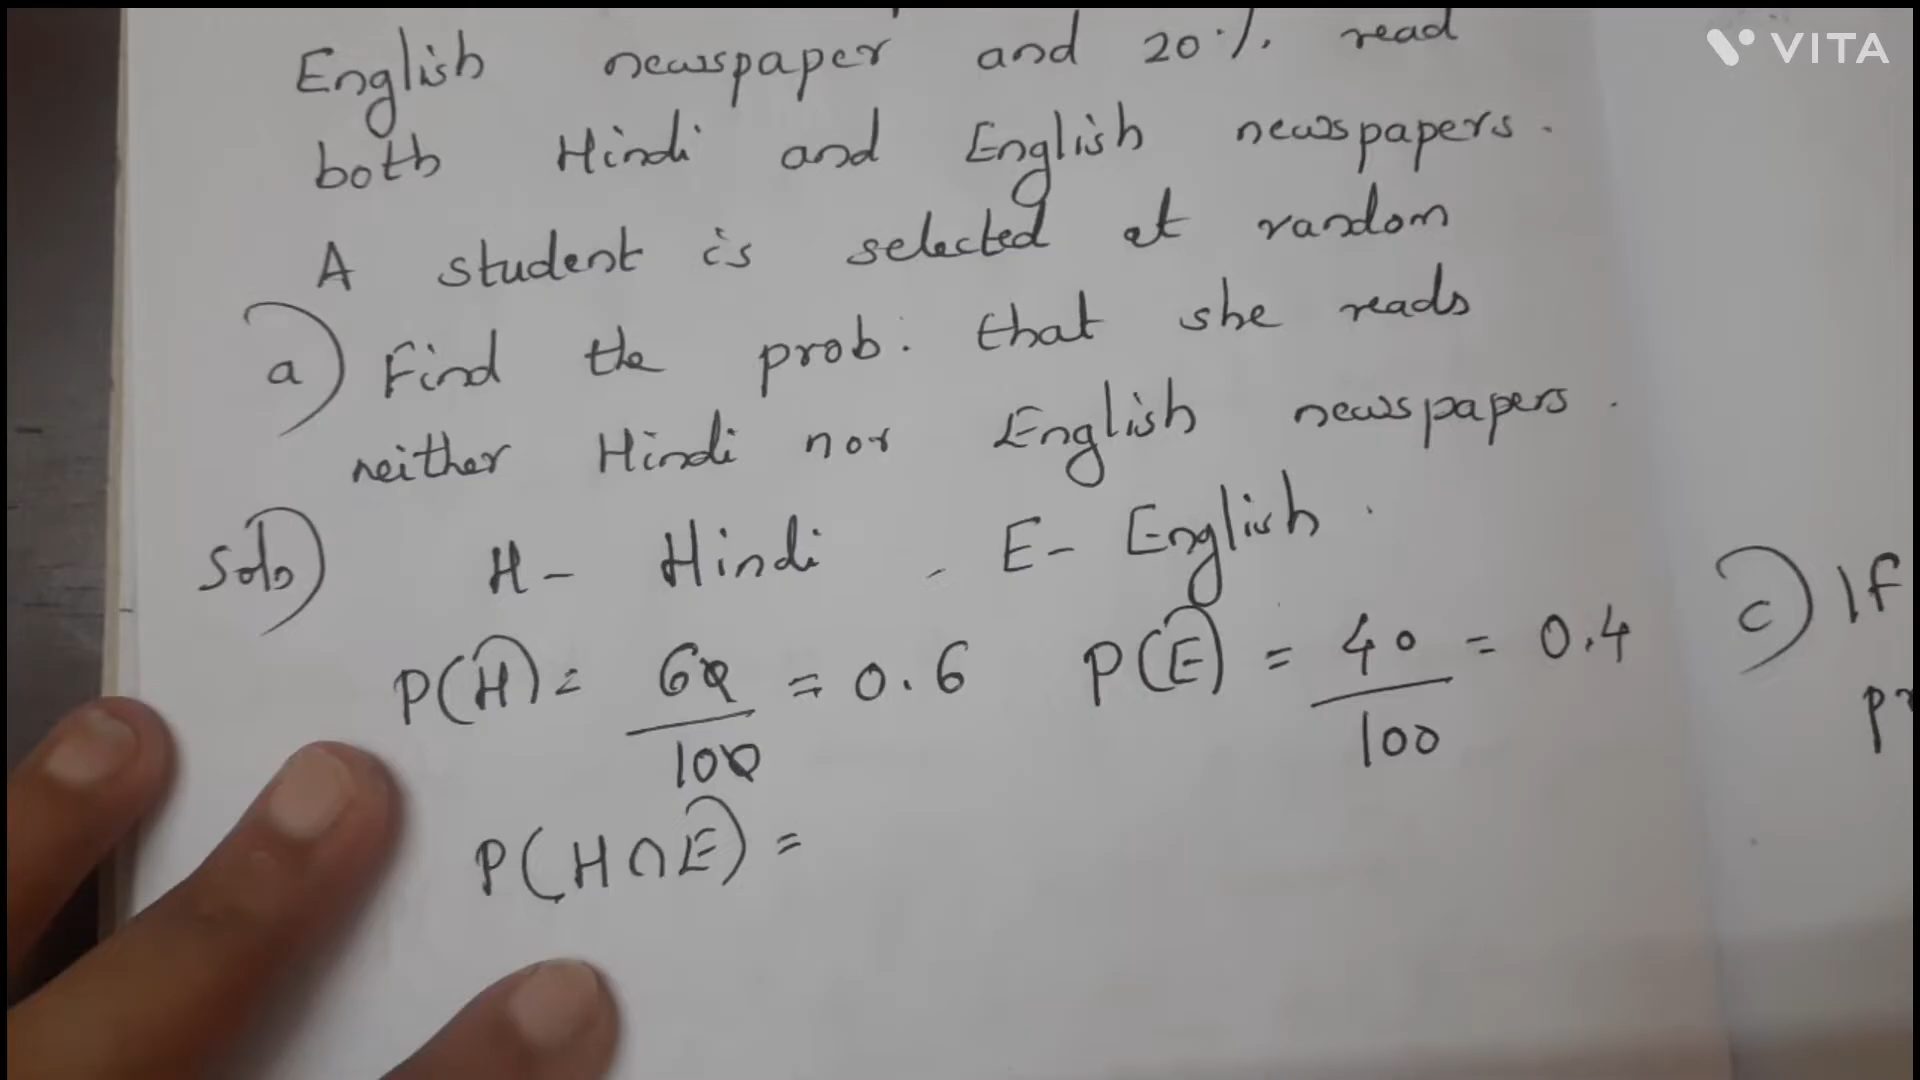 English newspaper and 20%. read
both Hindi and English newspapers.
A student is selected at random
a) Find the prob. that she reads
neither Hindi nor English newspapers.
Soln) H - Hindi E - English.
P(H) = 60/100 = 0.6 P(E) = 40/100 = 0.4
P(H∩E) =
c) If
VITA